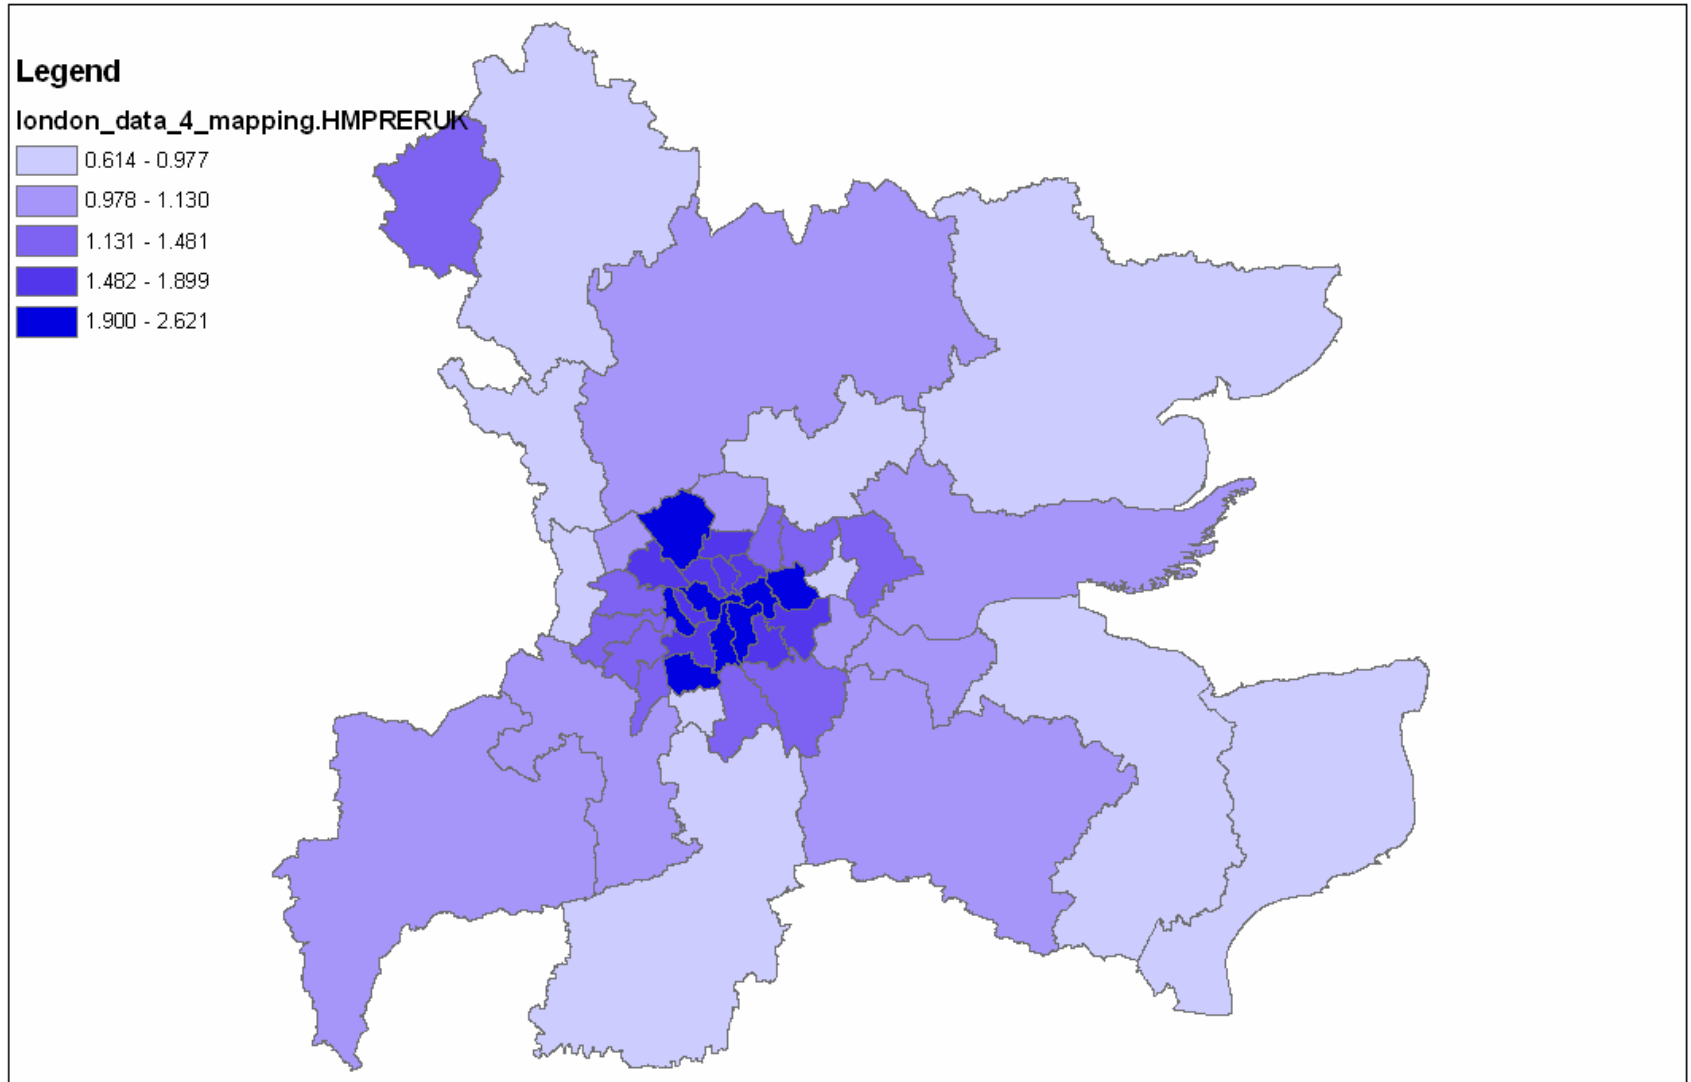 Legend
london_data_4_mapping.HMPRERUK
0.614 - 0.977
0.978 - 1.130
1.131 - 1.481
1.482 - 1.899
1.900 - 2.621